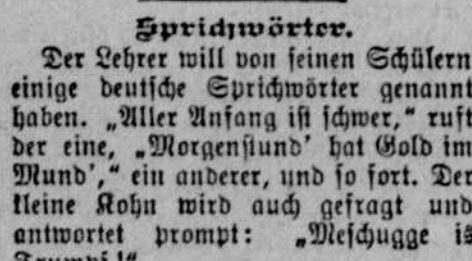 Sprichwörter.
Der Lehrer will von seinen Schülern
einige deutsche Sprichwörter genannt
haben. „Aller Anfang ist schwer,“ ruft
der eine, „Morgenstund' hat Gold im
Mund',“ ein anderer, und so fort. Der
kleine Kohn wird auch gefragt und
antwortet prompt: „Meschugge is
Trumpf!“